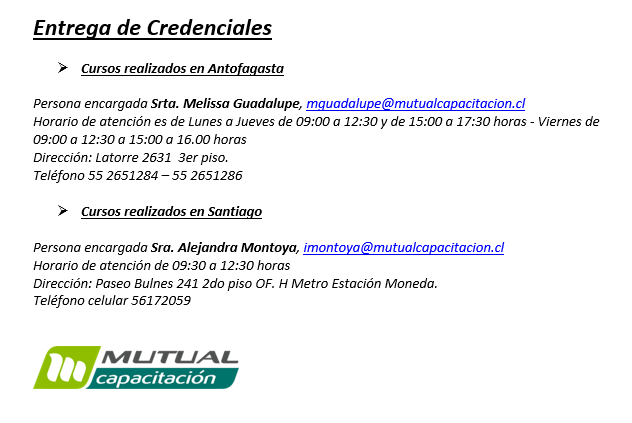 Entrega de Credenciales
Cursos realizados en Antofagasta
Persona encargada Srta. Melissa Guadalupe, mguadalupe@mutualcapacitacion.cl
Horario de atención es de Lunes a Jueves de 09:00 a 12:30 y de 15:00 a 17:30 horas - Viernes de
09:00 a 12:30 a 15:00 a 16.00 horas
Dirección: Latorre 2631 3er piso.
Teléfono 55 2651284 – 55 2651286
Cursos realizados en Santiago
Persona encargada Sra. Alejandra Montoya, imontoya@mutualcapacitacion.cl
Horario de atención de 09:30 a 12:30 horas
Dirección: Paseo Bulnes 241 2do piso OF. H Metro Estación Moneda.
Teléfono celular 56172059
MUTUAL
capacitación